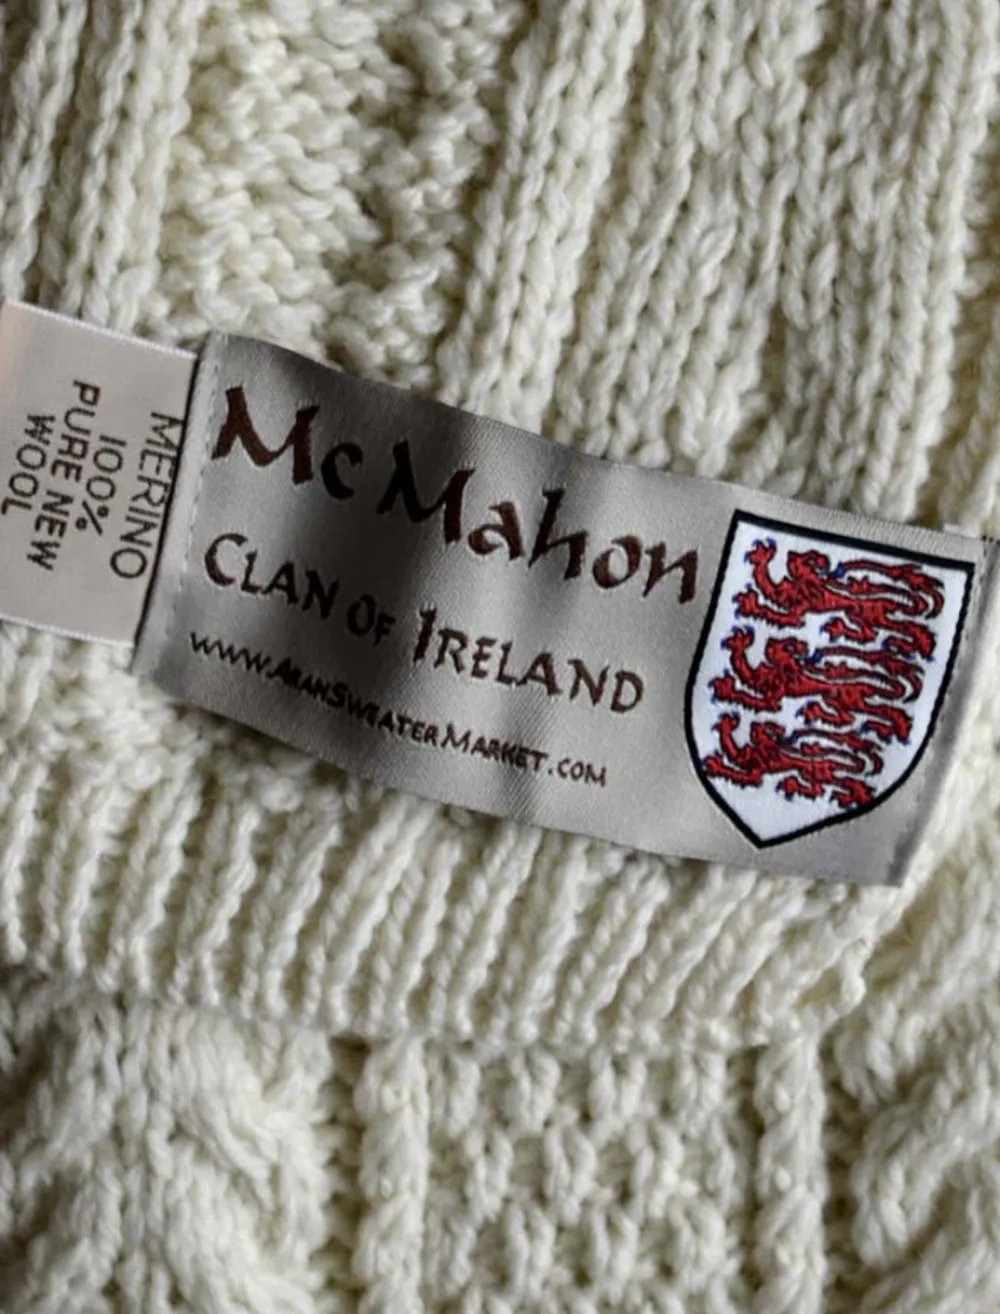 McMahon
CLAN OF IRELAND
WWW.ARANSWEATERMARKET.COM
MERINO
100%
PURE NEW
WOOL